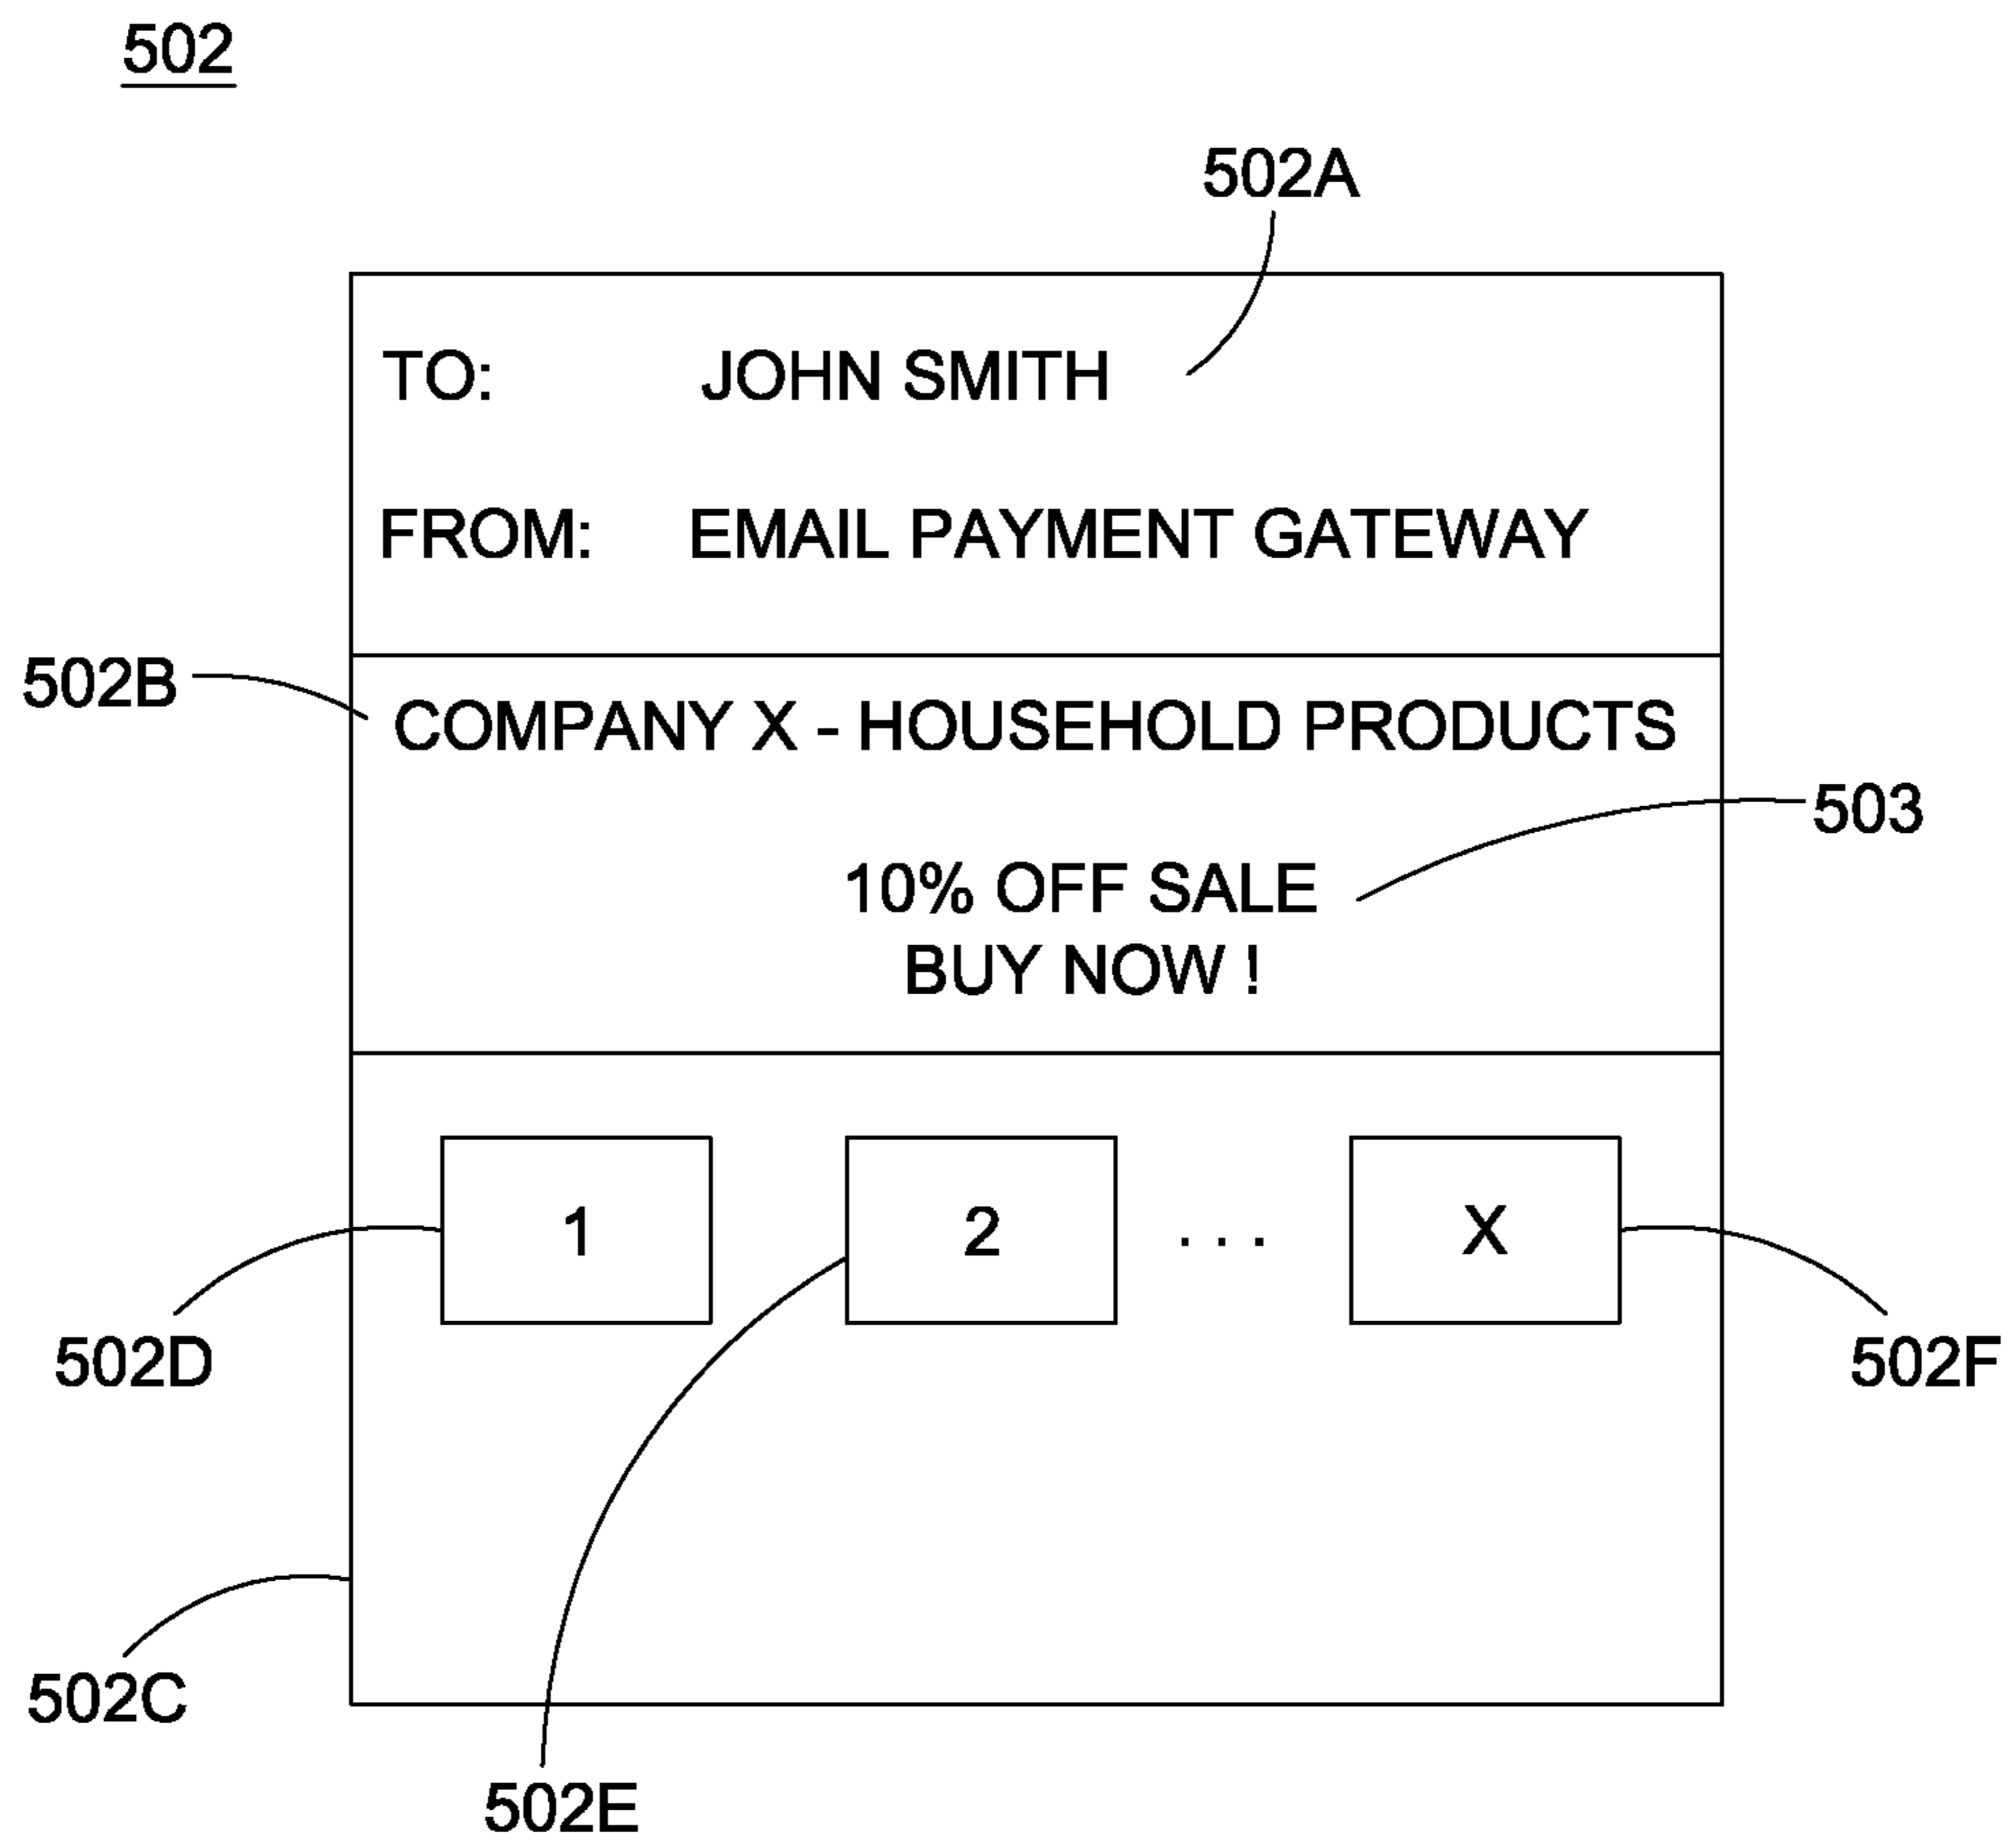 502
502A
TO: JOHN SMITH
FROM: EMAIL PAYMENT GATEWAY
502B
COMPANY X - HOUSEHOLD PRODUCTS
503
10% OFF SALE
BUY NOW !
1 2 . . . X
502D
502F
502C
502E